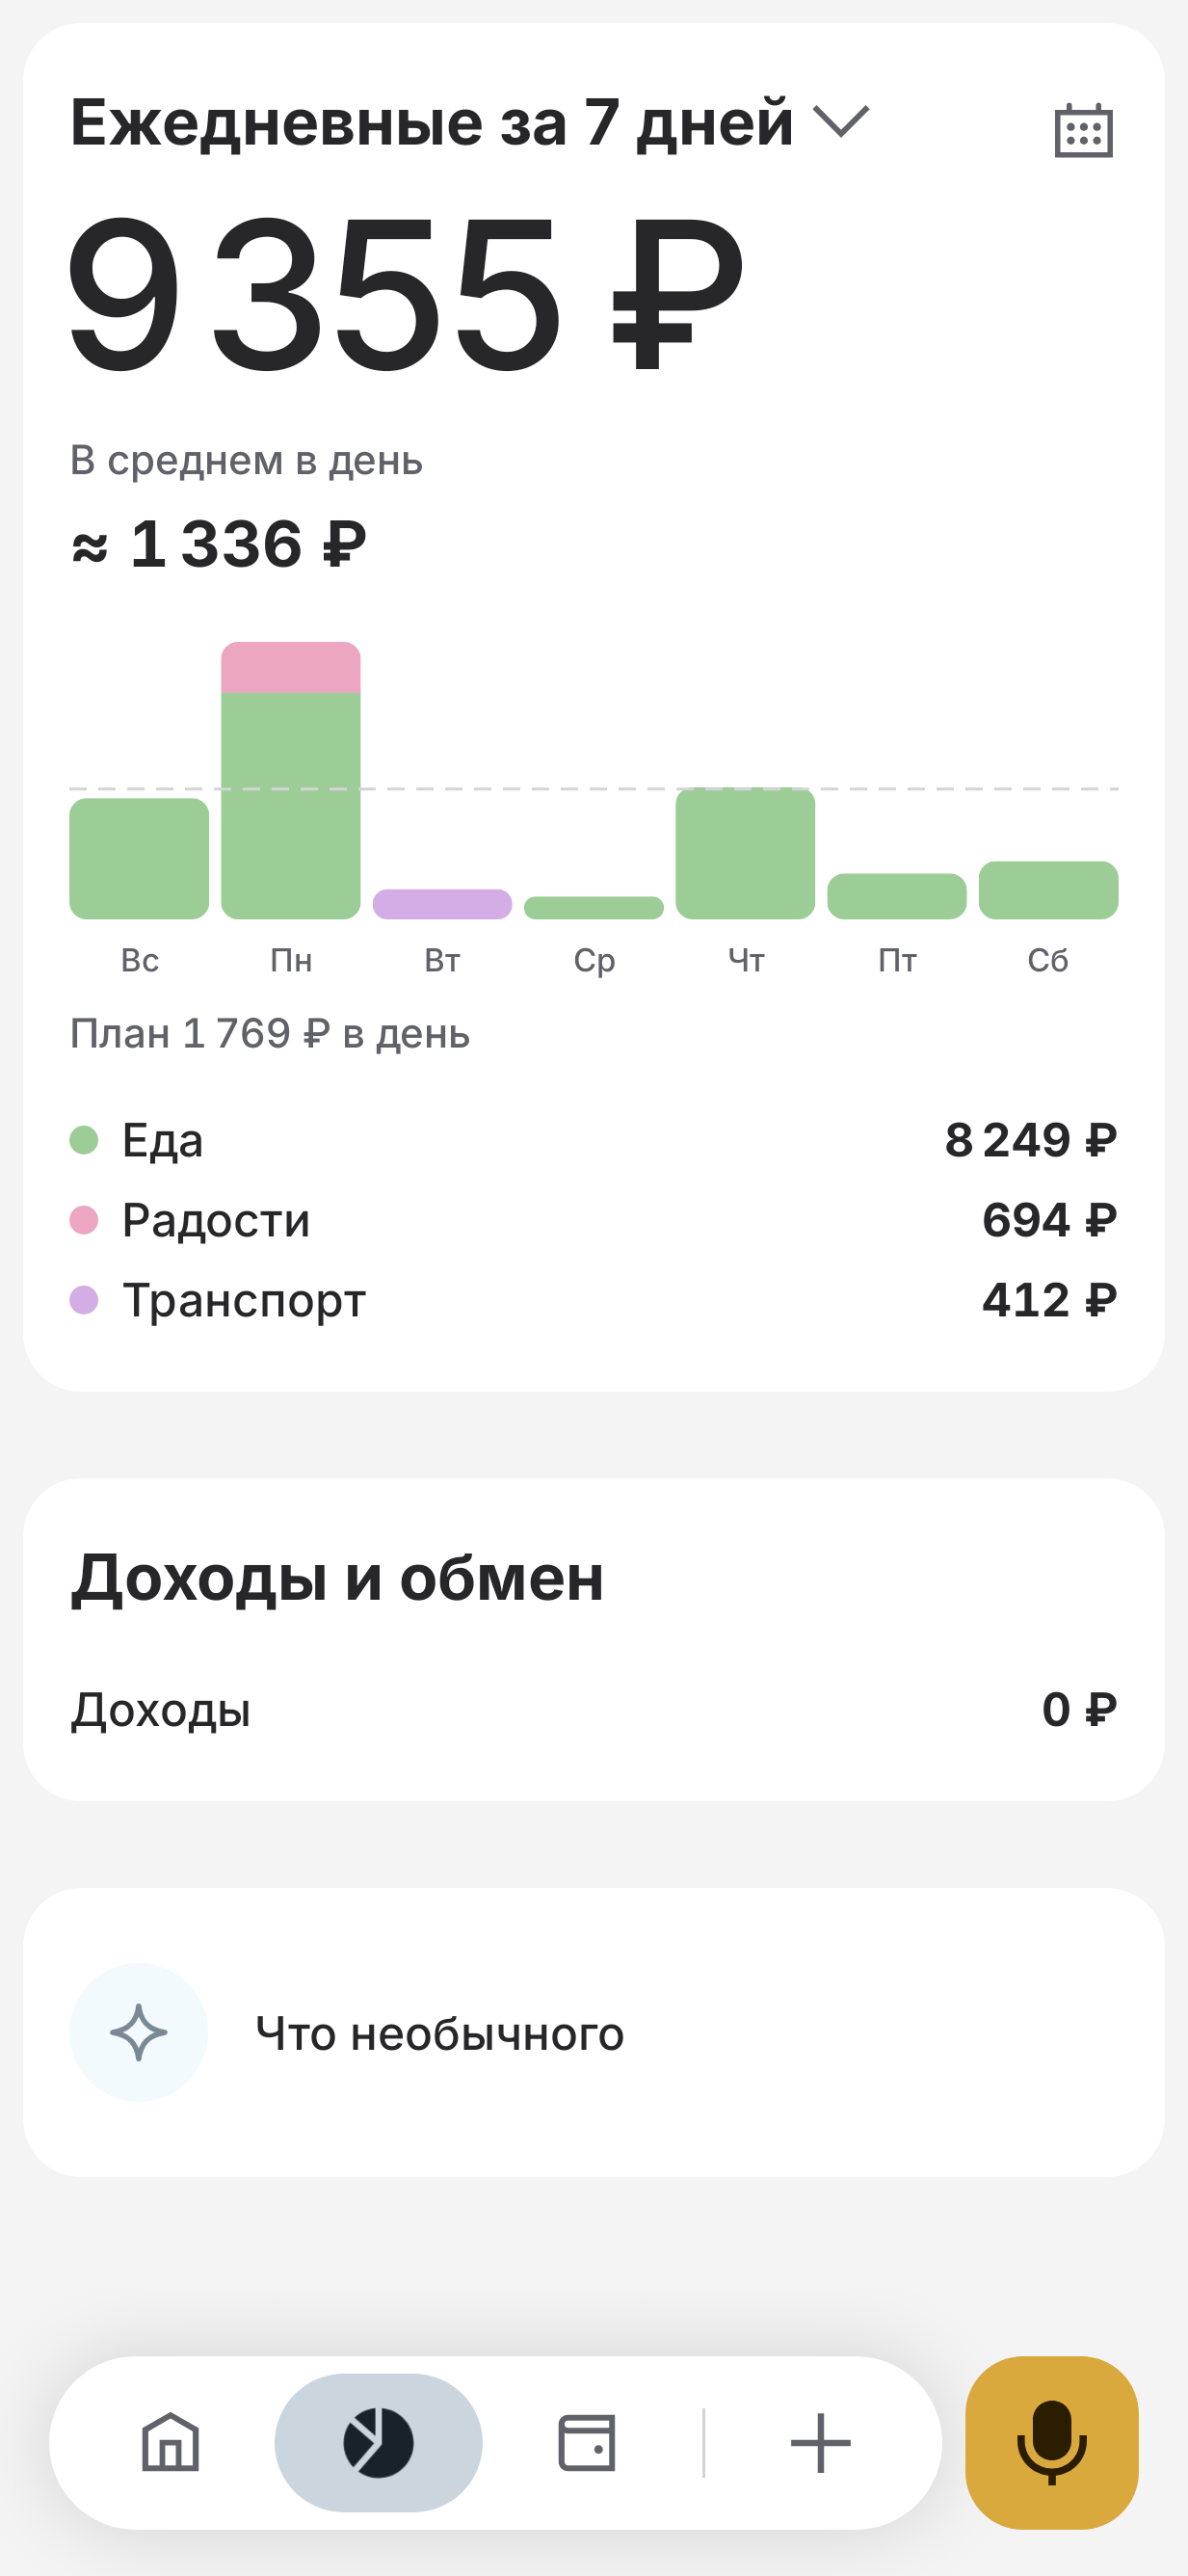 Ежедневные за 7 дней
9 355 ₽
В среднем в день
≈ 1 336 ₽
Вс Пн Вт Ср Чт Пт Сб
План 1 769 ₽ в день
Еда 8 249 ₽
Радости 694 ₽
Транспорт 412 ₽
Доходы и обмен
Доходы 0 ₽
Что необычного